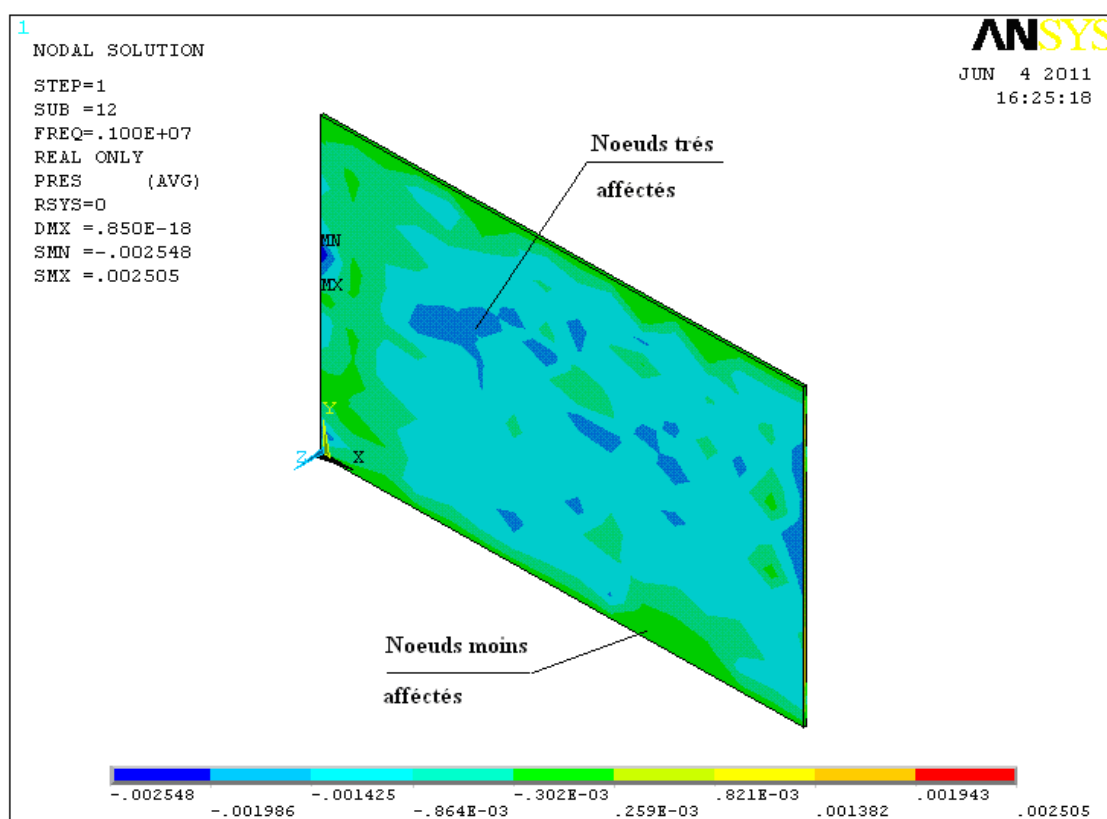 1
NODAL SOLUTION
STEP=1
SUB =12
FREQ=.100E+07
REAL ONLY
PRES (AVG)
RSYS=0
DMX =.850E-18
SMN =-.002548
SMX =.002505
ANSYS
JUN 4 2011
16:25:18
Noeuds trés
afféctés
MN
MX
Y
Z X
Noeuds moins
afféctés
-.002548 -.001425 -.302E-03 .821E-03 .001943
-.001986 -.864E-03 .259E-03 .001382 .002505